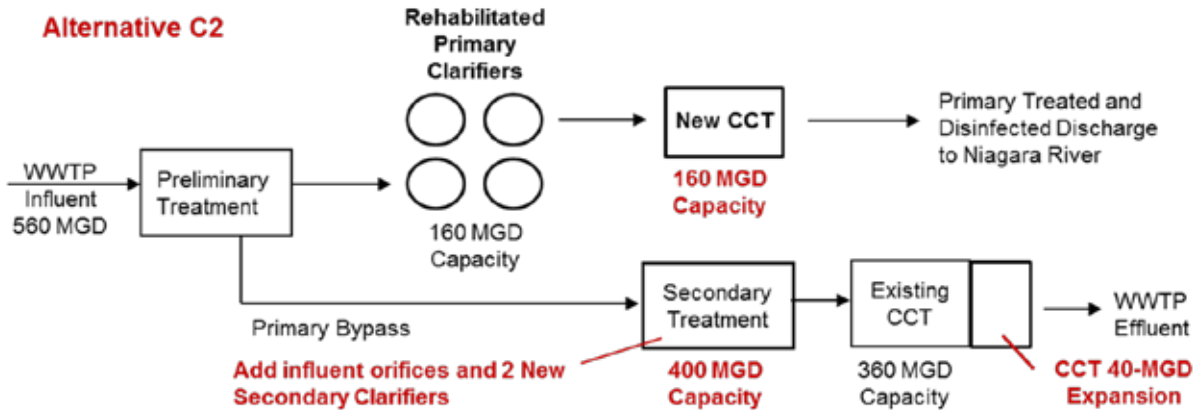 Alternative C2
Rehabilitated
Primary
Clarifiers
WWTP
Influent
560 MGD
Preliminary
Treatment
160 MGD
Capacity
New CCT
160 MGD
Capacity
Primary Treated and
Disinfected Discharge
to Niagara River
Primary Bypass
Add influent orifices and 2 New
Secondary Clarifiers
Secondary
Treatment
400 MGD
Capacity
Existing
CCT
360 MGD
Capacity
CCT 40-MGD
Expansion
WWTP
Effluent